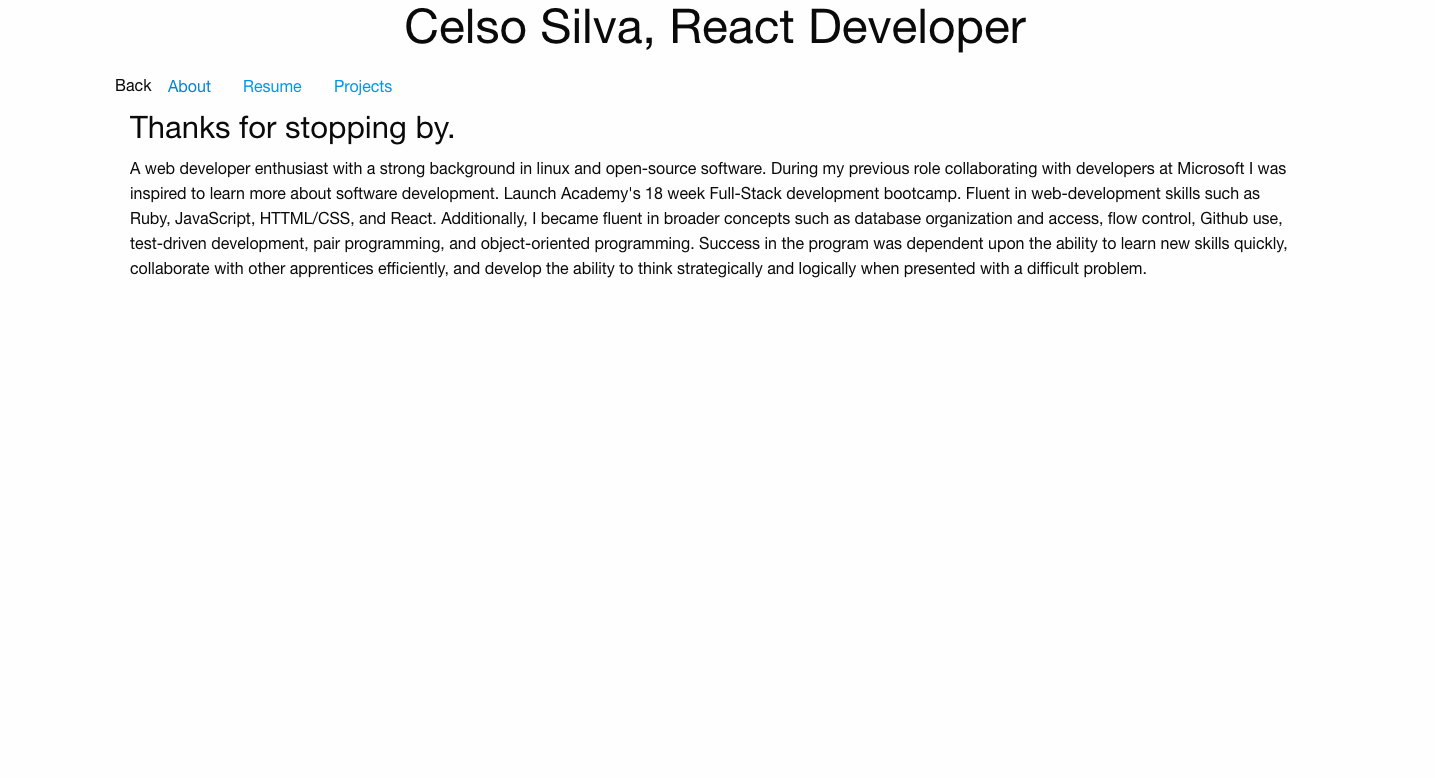 Celso Silva, React Developer
Back About Resume Projects
Thanks for stopping by.
A web developer enthusiast with a strong background in linux and open-source software. During my previous role collaborating with developers at Microsoft I was
inspired to learn more about software development. Launch Academy's 18 week Full-Stack development bootcamp. Fluent in web-development skills such as
Ruby, JavaScript, HTTML/CSS, and React. Additionally, I became fluent in broader concepts such as database organization and access, flow control, Github use,
test-driven development, pair programming, and object-oriented programming. Success in the program was dependent upon the ability to learn new skills quickly,
collaborate with other apprentices efficiently, and develop the ability to think strategically and logically when presented with a difficult problem.